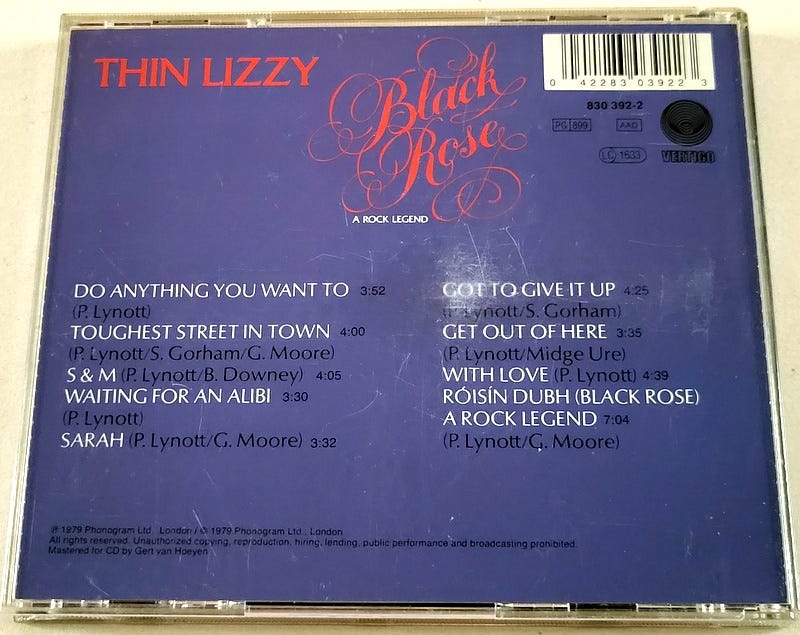 THIN LIZZY
Black
Rose
A ROCK LEGEND
0 42283 03922 3
830 392-2
PG 899
AAD
LC 1633
VERTIGO
DO ANYTHING YOU WANT TO 3:52
(P. Lynott)
TOUGHEST STREET IN TOWN 4:00
(P. Lynott/S. Gorham/G. Moore)
S & M (P. Lynott/B. Downey) 4:05
WAITING FOR AN ALIBI 3:30
(P. Lynott)
SARAH (P. Lynott/G. Moore) 3:32
GOT TO GIVE IT UP 4:25
(P. Lynott/S. Gorham)
GET OUT OF HERE 3:35
(P. Lynott/Midge Ure)
WITH LOVE (P. Lynott) 4:39
RÓISÍN DUBH (BLACK ROSE)
A ROCK LEGEND 7:04
(P. Lynott/G. Moore)
℗ 1979 Phonogram Ltd. London / © 1979 Phonogram Ltd., London
All rights reserved. Unauthorized copying, reproduction, hiring, lending, public performance and broadcasting prohibited.
Mastered for CD by Gert van Hoeyen